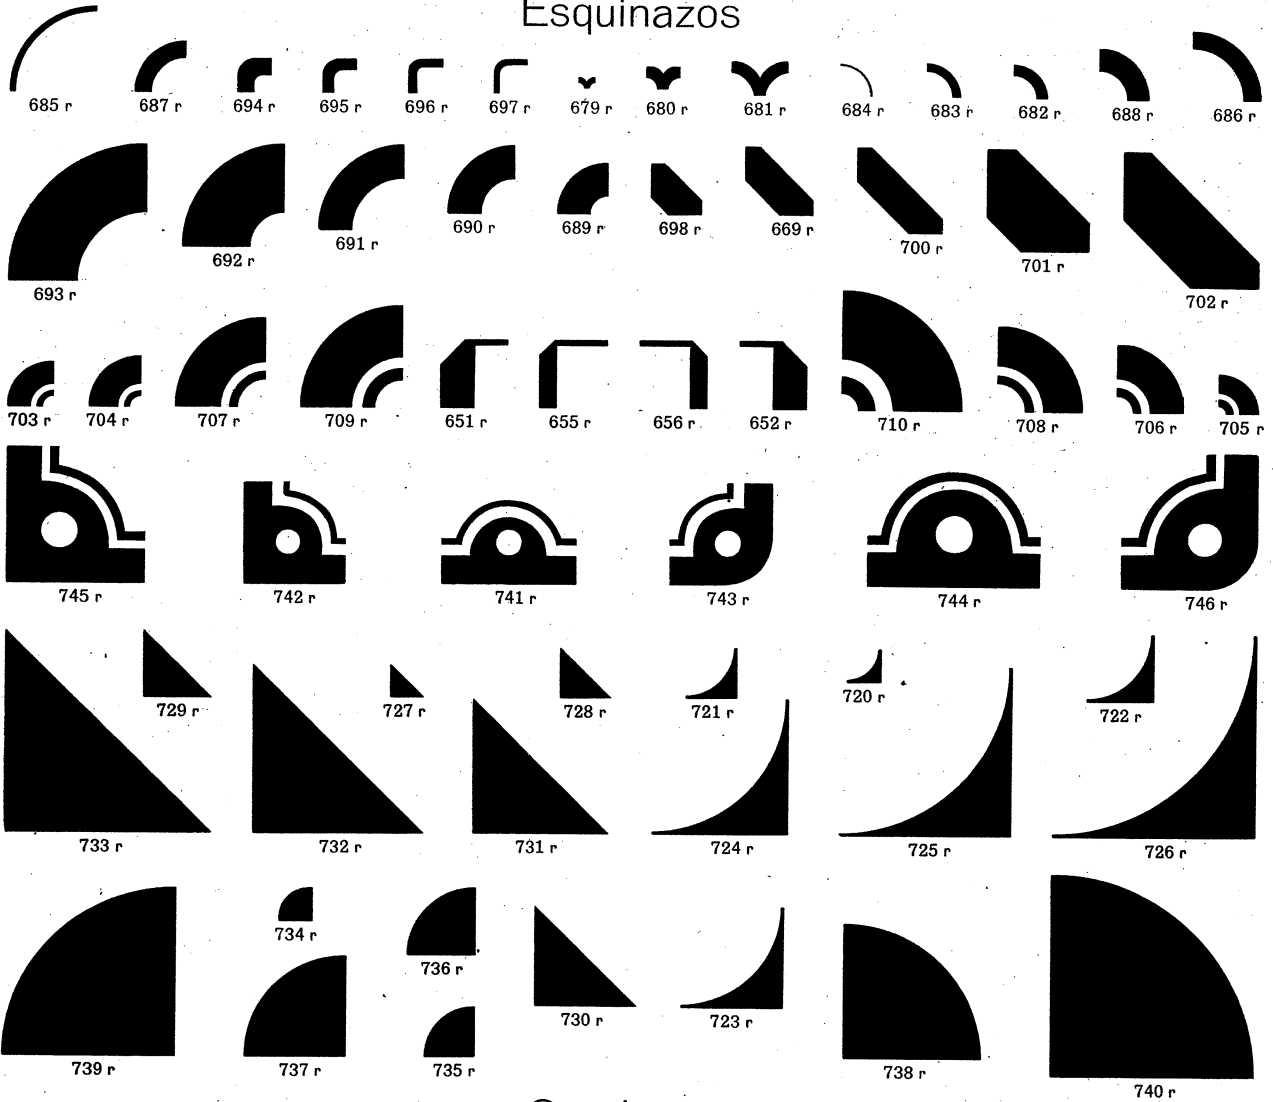 Esquinazos
685 r 687 r 694 r 695 r 696 r 697 r 679 r 680 r 681 r 684 r 683 r 682 r 688 r 686 r
693 r 692 r 691 r 690 r 689 r 698 r 669 r 700 r 701 r 702 r
703 r 704 r 707 r 709 r 651 r 655 r 656 r 652 r 710 r 708 r 706 r 705 r
745 r 742 r 741 r 743 r 744 r 746 r
729 r 727 r 728 r 721 r 720 r 722 r
733 r 732 r 731 r 724 r 725 r 726 r
734 r 736 r
739 r 737 r 735 r 730 r 723 r 738 r 740 r